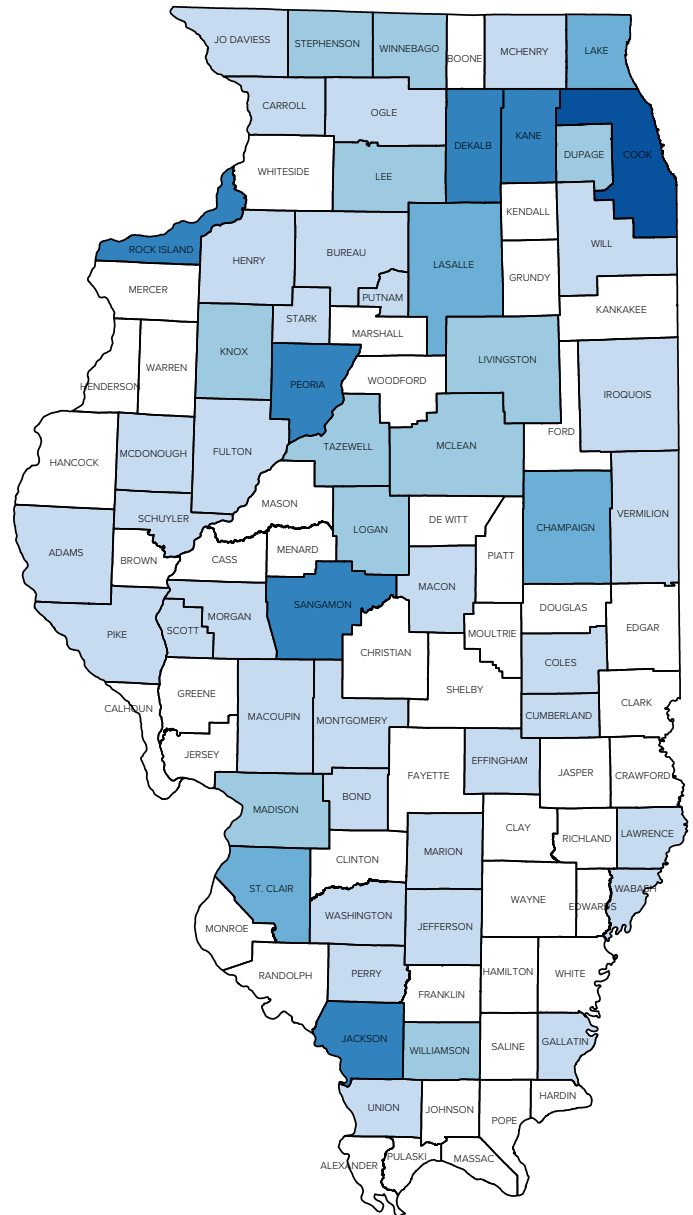 JO DAVIESS
STEPHENSON
WINNEBAGO
BOONE
MCHENRY
LAKE
CARROLL
OGLE
DEKALB
KANE
DUPAGE
COOK
WHITESIDE
LEE
KENDALL
ROCK ISLAND
HENRY
BUREAU
LASALLE
WILL
GRUNDY
MERCER
PUTNAM
KANKAKEE
STARK
MARSHALL
KNOX
LIVINGSTON
WARREN
HENDERSON
PEORIA
WOODFORD
IROQUOIS
FORD
TAZEWELL
MCLEAN
MCDONOUGH
FULTON
HANCOCK
MASON
VERMILION
SCHUYLER
DE WITT
CHAMPAIGN
LOGAN
ADAMS
BROWN
CASS
MENARD
PIATT
MACON
SANGAMON
DOUGLAS
MORGAN
SCOTT
PIKE
MOULTRIE
EDGAR
CHRISTIAN
COLES
SHELBY
GREENE
CALHOUN
MACOUPIN
MONTGOMERY
CUMBERLAND
CLARK
JERSEY
EFFINGHAM
FAYETTE
JASPER
CRAWFORD
BOND
MADISON
CLAY
RICHLAND
LAWRENCE
MARION
CLINTON
ST. CLAIR
WABASH
WAYNE
EDWARDS
WASHINGTON
JEFFERSON
MONROE
RANDOLPH
PERRY
HAMILTON
WHITE
FRANKLIN
JACKSON
WILLIAMSON
SALINE
GALLATIN
UNION
JOHNSON
HARDIN
POPE
ALEXANDER
PULASKI
MASSAC